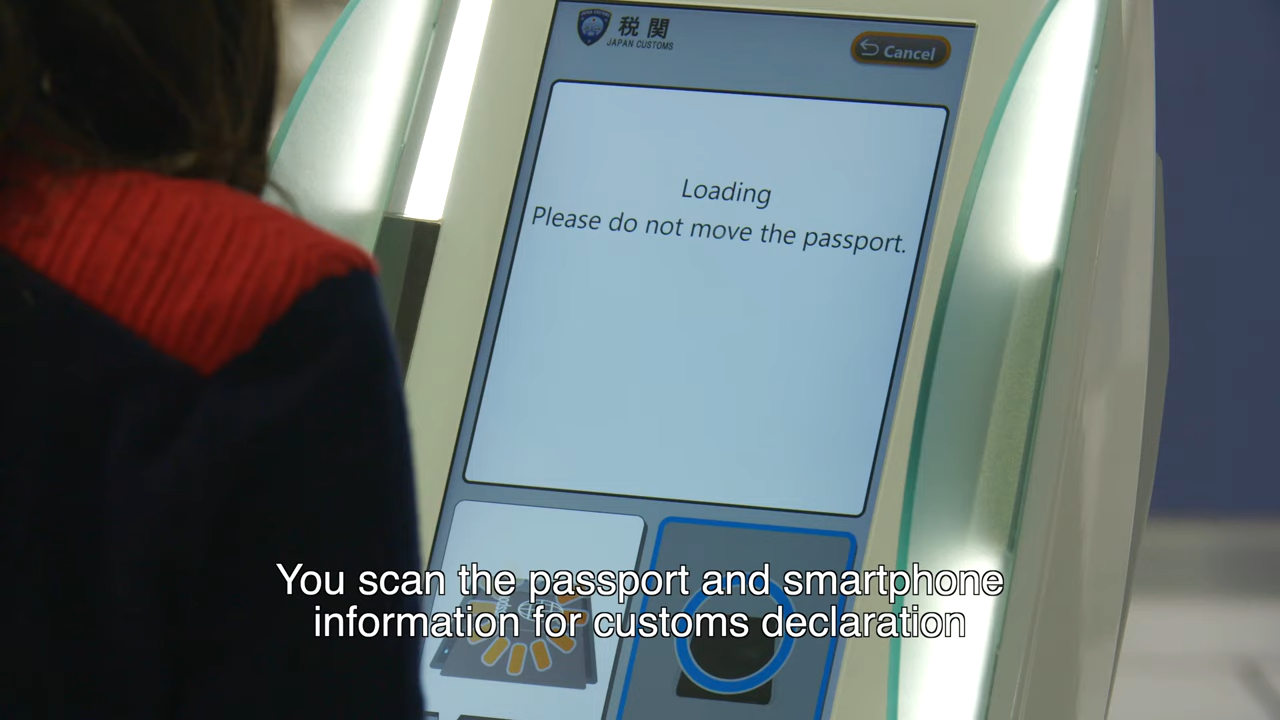 税関
JAPAN CUSTOMS
Cancel
Loading
Please do not move the passport.
You scan the passport and smartphone
information for customs declaration